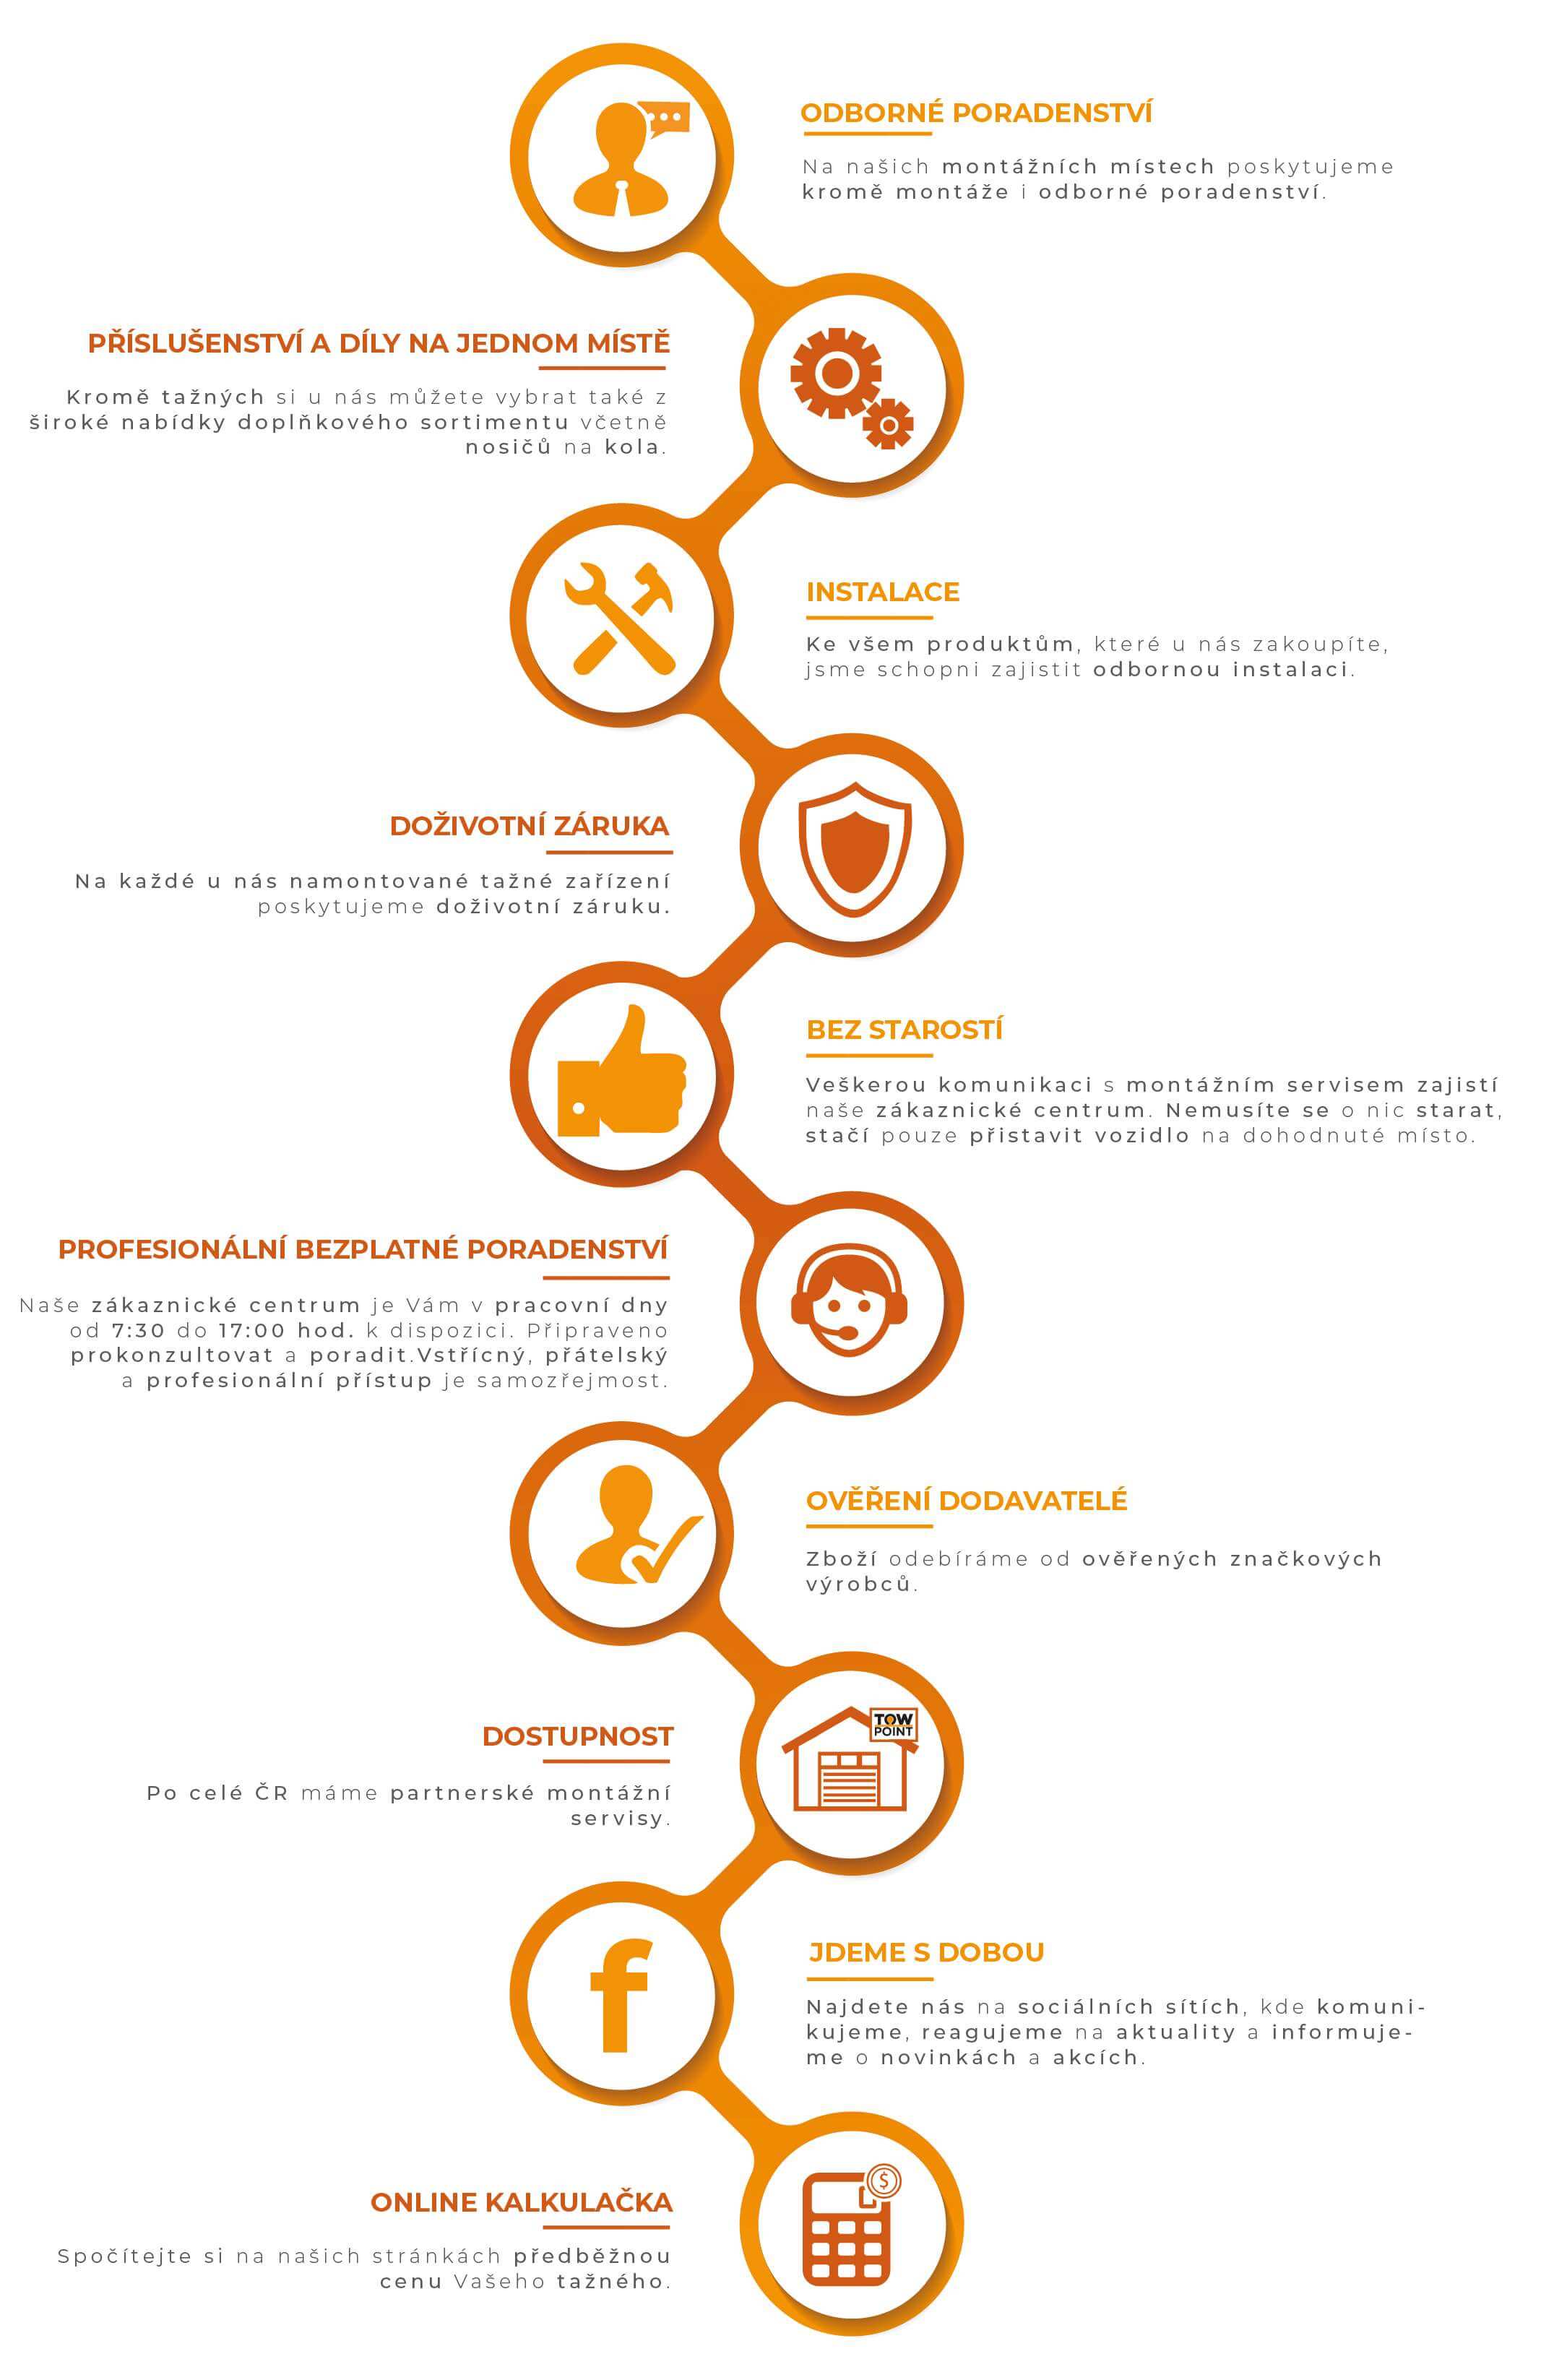 ODBORNÉ PORADENSTVÍ
Na našich montážních místech poskytujeme
kromě montáže i odborné poradenství.
PŘÍSLUŠENSTVÍ A DÍLY NA JEDNOM MÍSTĚ
Kromě tažných si u nás můžete vybrat také z
široké nabídky doplňkového sortimentu včetně
nosičů na kola.
INSTALACE
Ke všem produktům, které u nás zakoupíte,
jsme schopni zajistit odbornou instalaci.
DOŽIVOTNÍ ZÁRUKA
Na každé u nás namontované tažné zařízení
poskytujeme doživotní záruku.
BEZ STAROSTÍ
Veškerou komunikaci s montážním servisem zajistí
naše zákaznické centrum. Nemusíte se o nic starat,
stačí pouze přistavit vozidlo na dohodnuté místo.
PROFESIONÁLNÍ BEZPLATNÉ PORADENSTVÍ
Naše zákaznické centrum je Vám v pracovní dny
od 7:30 do 17:00 hod. k dispozici. Připraveno
prokonzultovat a poradit.Vstřícný, přátelský
a profesionální přístup je samozřejmost.
OVĚŘENÍ DODAVATELÉ
Zboží odebíráme od ověřených značkových
výrobců.
TOW
POINT
DOSTUPNOST
Po celé ČR máme partnerské montážní
servisy.
f
JDEME S DOBOU
Najdete nás na sociálních sítích, kde komuni-
kujeme, reagujeme na aktuality a informuje-
me o novinkách a akcích.
$
ONLINE KALKULAČKA
Spočítejte si na našich stránkách předběžnou
cenu Vašeho tažného.